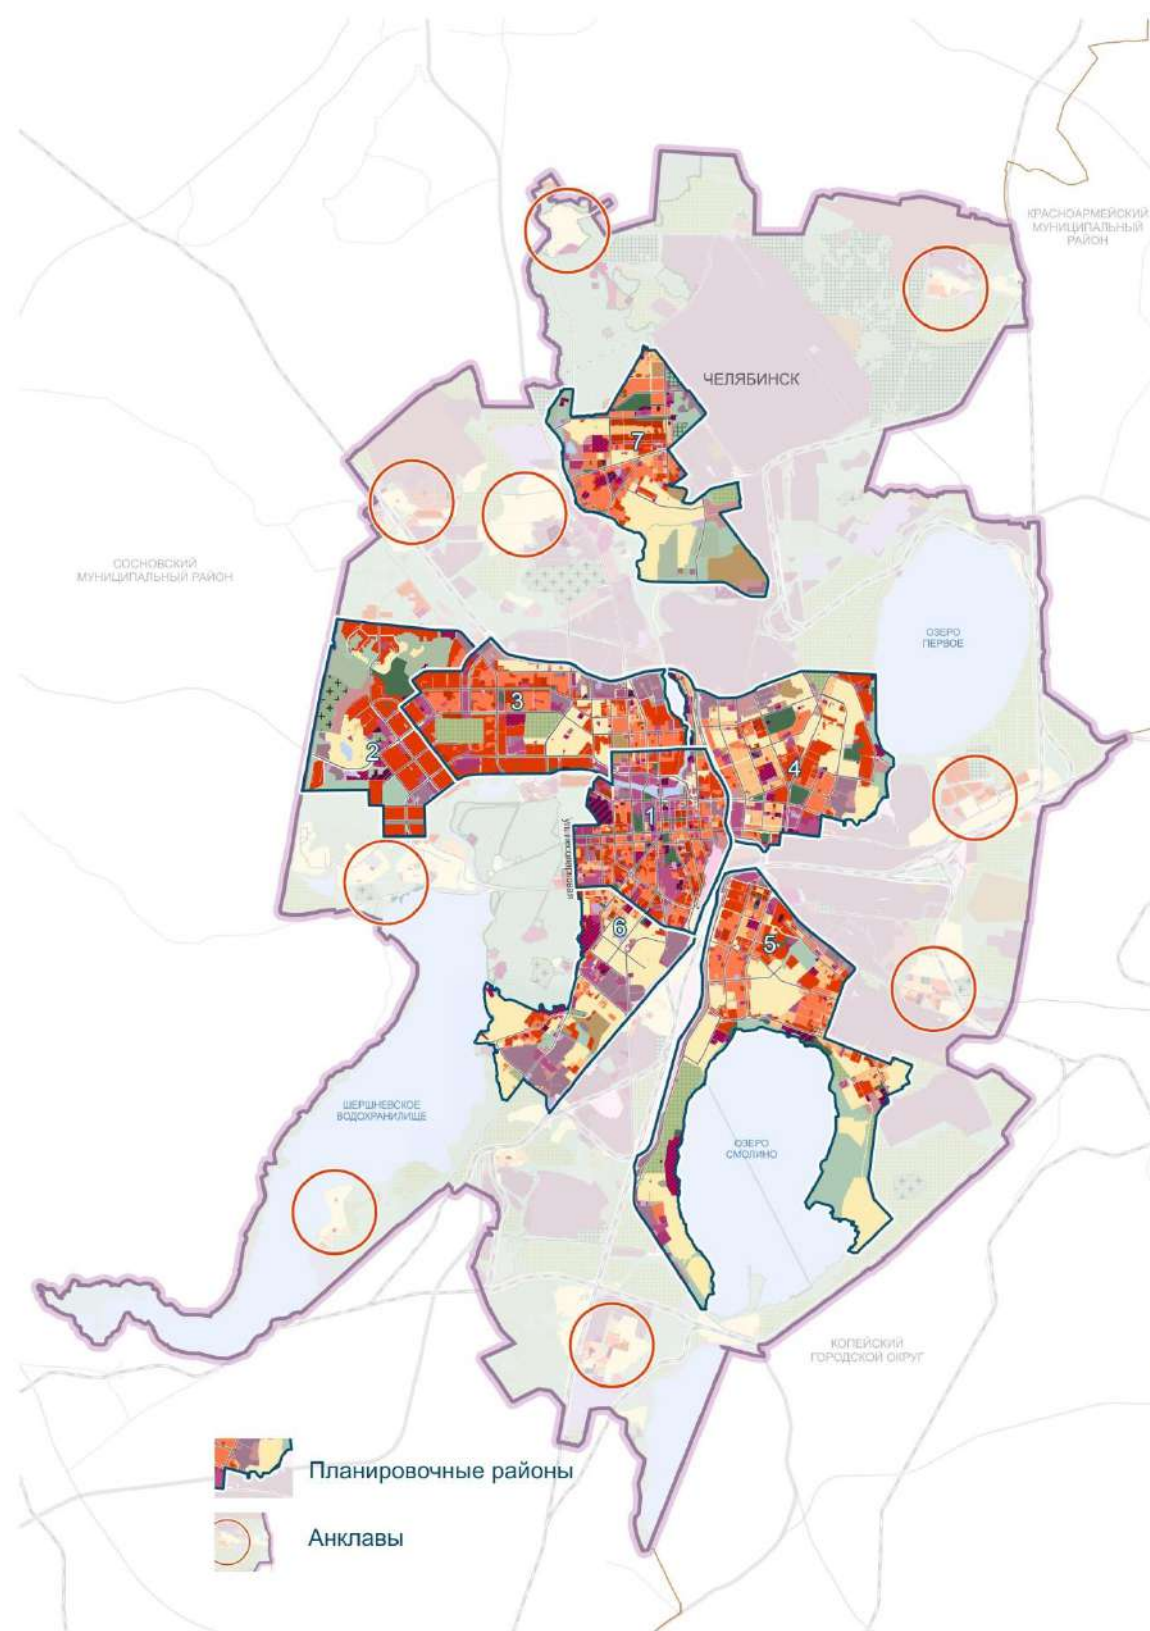 КРАСНОАРМЕЙСКИЙ
МУНИЦИПАЛЬНЫЙ
РАЙОН
ЧЕЛЯБИНСК
7
СОСНОВСКИЙ
МУНИЦИПАЛЬНЫЙ РАЙОН
ОЗЕРО
ПЕРВОЕ
3
2
4
1
6
5
ШЕРШНЕВСКОЕ
ВОДОХРАНИЛИЩЕ
ОЗЕРО
СМОЛИНО
КОПЕЙСКИЙ
ГОРОДСКОЙ ОКРУГ
Планировочные районы
Анклавы